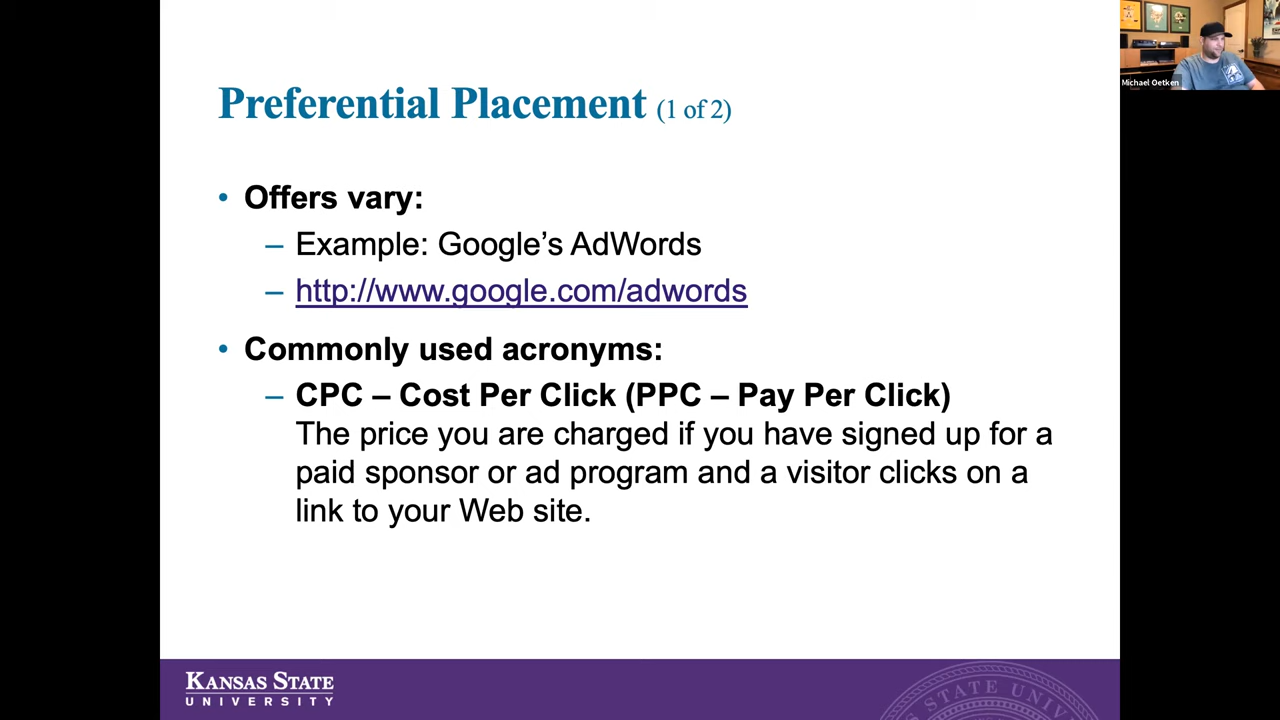 Preferential Placement (1 of 2)
Michael Oetken
• Offers vary:
– Example: Google’s AdWords
– http://www.google.com/adwords
• Commonly used acronyms:
– CPC – Cost Per Click (PPC – Pay Per Click)
The price you are charged if you have signed up for a
paid sponsor or ad program and a visitor clicks on a
link to your Web site.
KANSAS STATE
UNIVERSITY
STATE UNIV